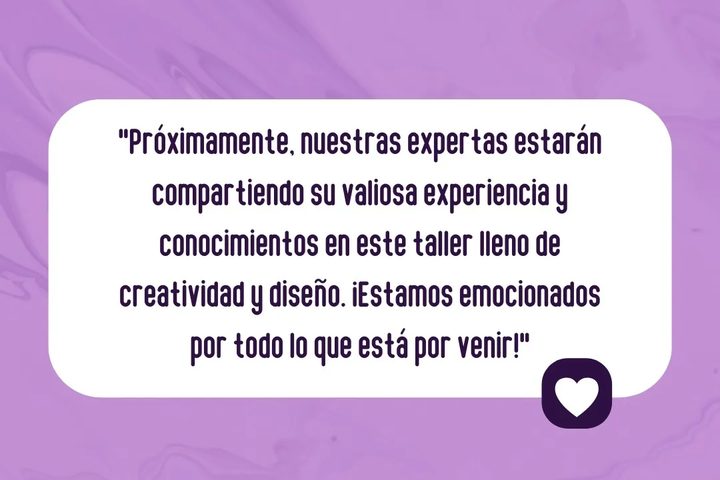 "Próximamente, nuestras expertas estarán
compartiendo su valiosa experiencia y
conocimientos en este taller lleno de
creatividad y diseño. ¡Estamos emocionados
por todo lo que está por venir!"